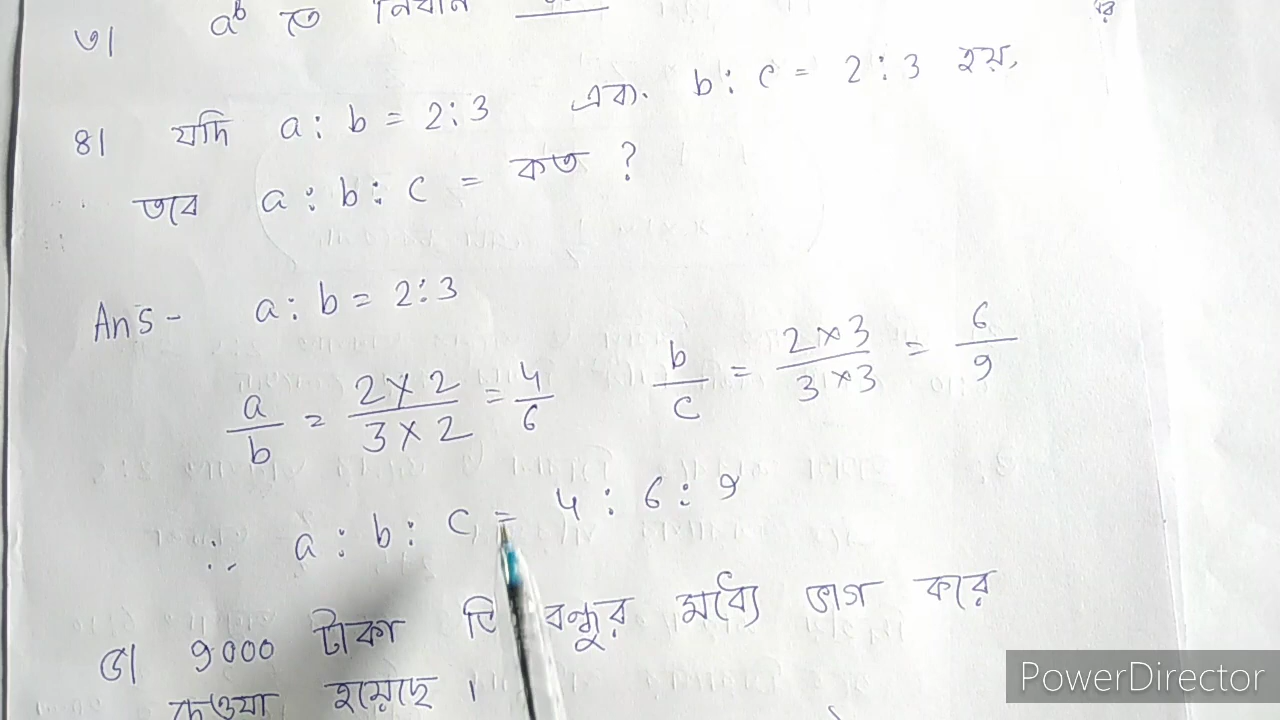 ৩। aᵇ তে
৪। যদি a : b = 2 : 3 এবং b : c = 2 : 3 হয়,
তবে a : b : c = কত ?
Ans - a : b = 2 : 3
a/b = 2 × 2 / 3 × 2 = 4/6 b/c = 2 × 3 / 3 × 3 = 6/9
∴ a : b : c = 4 : 6 : 9
৫। 9000 টাকা বন্ধুর মধ্যে ভাগ করে
দেওয়া হয়েছে ।
PowerDirector